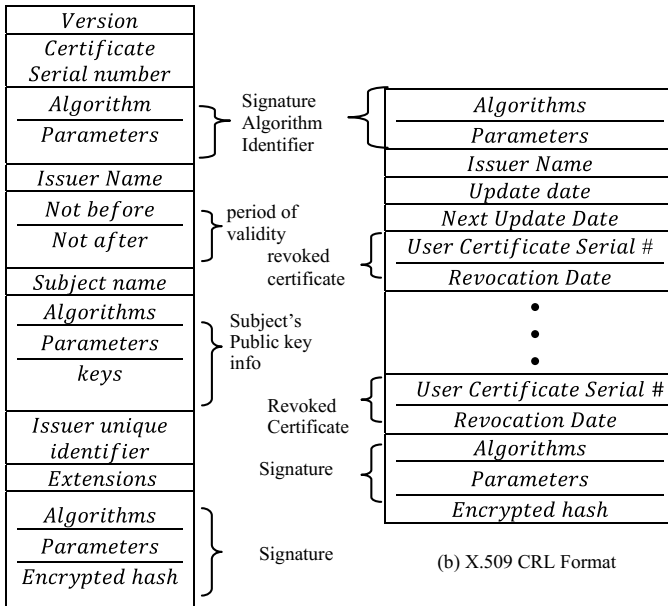 Version
Certificate
Serial number
Algorithm
Parameters
Signature
Algorithm
Identifier
Issuer Name
Not before
Not after
period of
validity
Subject name
Algorithms
Parameters
keys
Subject's
Public key
info
Issuer unique
identifier
Extensions
Algorithms
Parameters
Encrypted hash
Signature
Algorithms
Parameters
Issuer Name
Update date
Next Update Date
revoked
certificate
User Certificate Serial #
Revocation Date
•
•
•
Revoked
Certificate
User Certificate Serial #
Revocation Date
Signature
Algorithms
Parameters
Encrypted hash
(b) X.509 CRL Format